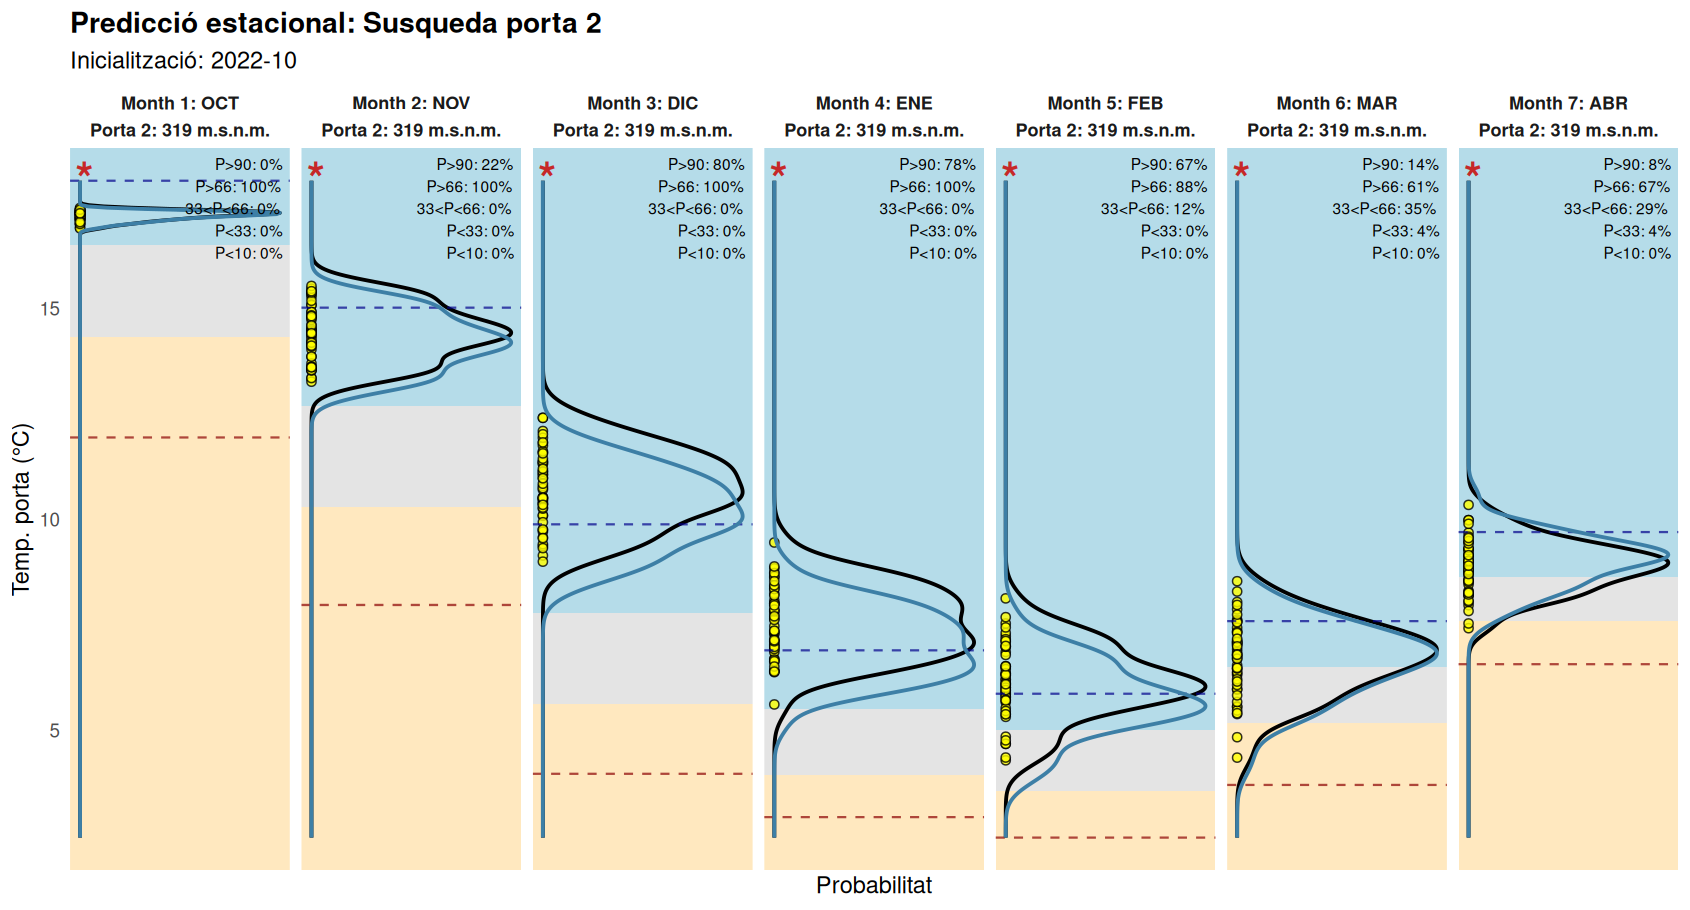 Predicció estacional: Susqueda porta 2
Inicialització: 2022-10
Month 1: OCT
Porta 2: 319 m.s.n.m.
Month 2: NOV
Porta 2: 319 m.s.n.m.
Month 3: DIC
Porta 2: 319 m.s.n.m.
Month 4: ENE
Porta 2: 319 m.s.n.m.
Month 5: FEB
Porta 2: 319 m.s.n.m.
Month 6: MAR
Porta 2: 319 m.s.n.m.
Month 7: ABR
Porta 2: 319 m.s.n.m.
*
P>90: 0%
P>66: 100%
33<P<66: 0%
P<33: 0%
P<10: 0%
*
P>90: 22%
P>66: 100%
33<P<66: 0%
P<33: 0%
P<10: 0%
*
P>90: 80%
P>66: 100%
33<P<66: 0%
P<33: 0%
P<10: 0%
*
P>90: 78%
P>66: 100%
33<P<66: 0%
P<33: 0%
P<10: 0%
*
P>90: 67%
P>66: 88%
33<P<66: 12%
P<33: 0%
P<10: 0%
*
P>90: 14%
P>66: 61%
33<P<66: 35%
P<33: 4%
P<10: 0%
*
P>90: 8%
P>66: 67%
33<P<66: 29%
P<33: 4%
P<10: 0%
15
10
5
Temp. porta (°C)
Probabilitat